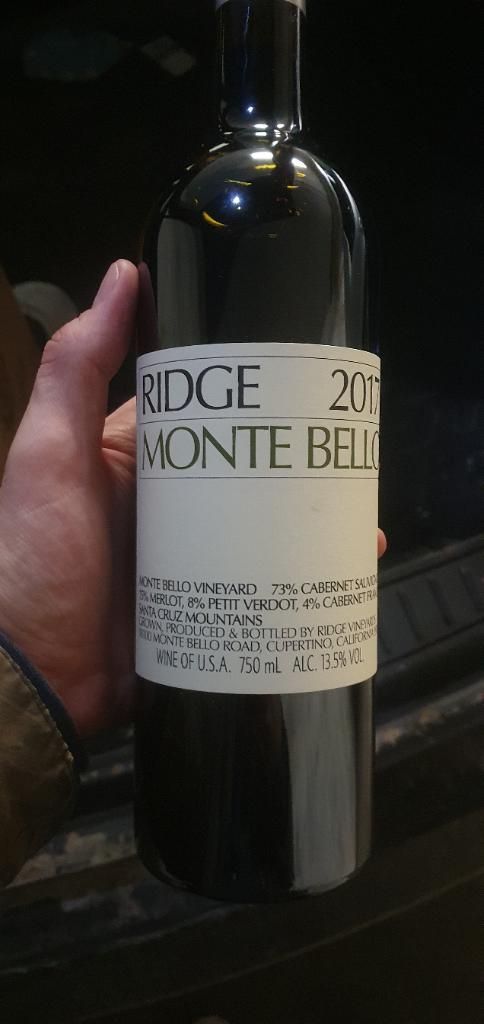 RIDGE 2017
MONTE BELLO
MONTE BELLO VINEYARD 73% CABERNET SAUVIGNON
15% MERLOT, 8% PETIT VERDOT, 4% CABERNET FRANC
SANTA CRUZ MOUNTAINS
GROWN, PRODUCED & BOTTLED BY RIDGE VINEYARDS
MONTE BELLO ROAD, CUPERTINO, CALIFORNIA
WINE OF U.S.A. 750 mL ALC. 13.5% VOL.